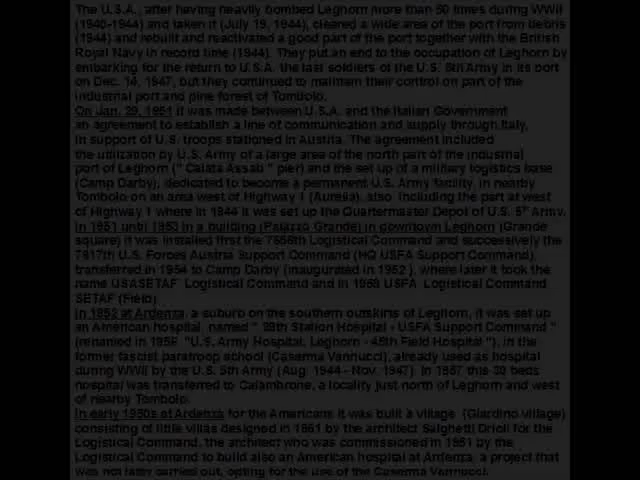 The U.S.A., after having heavily bombed Leghorn more than 50 times during WWII
(1940-1944) and taken it (July 19, 1944), cleared a wide area of the port from debris
(1944) and rebuilt and reactivated a good part of the port together with the British
Royal Navy in record time (1944). They put an end to the occupation of Leghorn by
embarking for the return to U.S.A. the last soldiers of the U.S. 5th Army in its port
on Dec. 14, 1947, but they continued to maintain their control on part of the
industrial port and pine forest of Tombolo.
On Jan. 29, 1951 it was made between U.S.A. and the Italian Government
an agreement to establish a line of communication and supply through Italy,
in support of U.S. troops stationed in Austria. The agreement included
the utilization by U.S. Army of a large area of the north part of the industrial
port of Leghorn (" Calata Assab " pier) and the set up of a military logistics base
(Camp Darby), dedicated to become a permanent U.S. Army facility, in nearby
Tombolo on an area west of Highway 1 (Aurelia), also including the part at west
of Highway 1 where in 1944 it was set up the Quartermaster Depot of U.S. 5th Army.
In 1951 until 1953 in a building (Palazzo Grande) in downtown Leghorn (Grande
square) it was installed first the 7656th Logistical Command and successively the
7617th U.S. Forces Austria Support Command (HQ USFA Support Command),
transferred in 1954 to Camp Darby (inaugurated in 1952 ), where later it took the
name USASETAF Logistical Command and in 1958 USFA Logistical Command
SETAF (Field)
In 1952 at Ardenza, a suburb on the southern outskirts of Leghorn, it was set up
an American hospital, named " 28th Station Hospital - USFA Support Command "
(renamed in 1956 "U.S. Army Hospital, Leghorn - 45th Field Hospital "), in the
former fascist paratroop school (Caserma Vannucci), already used as hospital
during WWII by the U.S. 5th Army (Aug. 1944 - Nov. 1947). In 1957 this 30 beds
hospital was transferred to Calambrone, a locality just north of Leghorn and west
of nearby Tombolo.
In early 1950s at Ardenza for the Americans it was built a village (Giardino village)
consisting of little villas designed in 1951 by the architect Salghetti Drioli for the
Logistical Command, the architect who was commissioned in 1951 by the
Logistical Command to build also an American hospital at Ardenza, a project that
was not later carried out, opting for the use of the Caserma Vannucci.